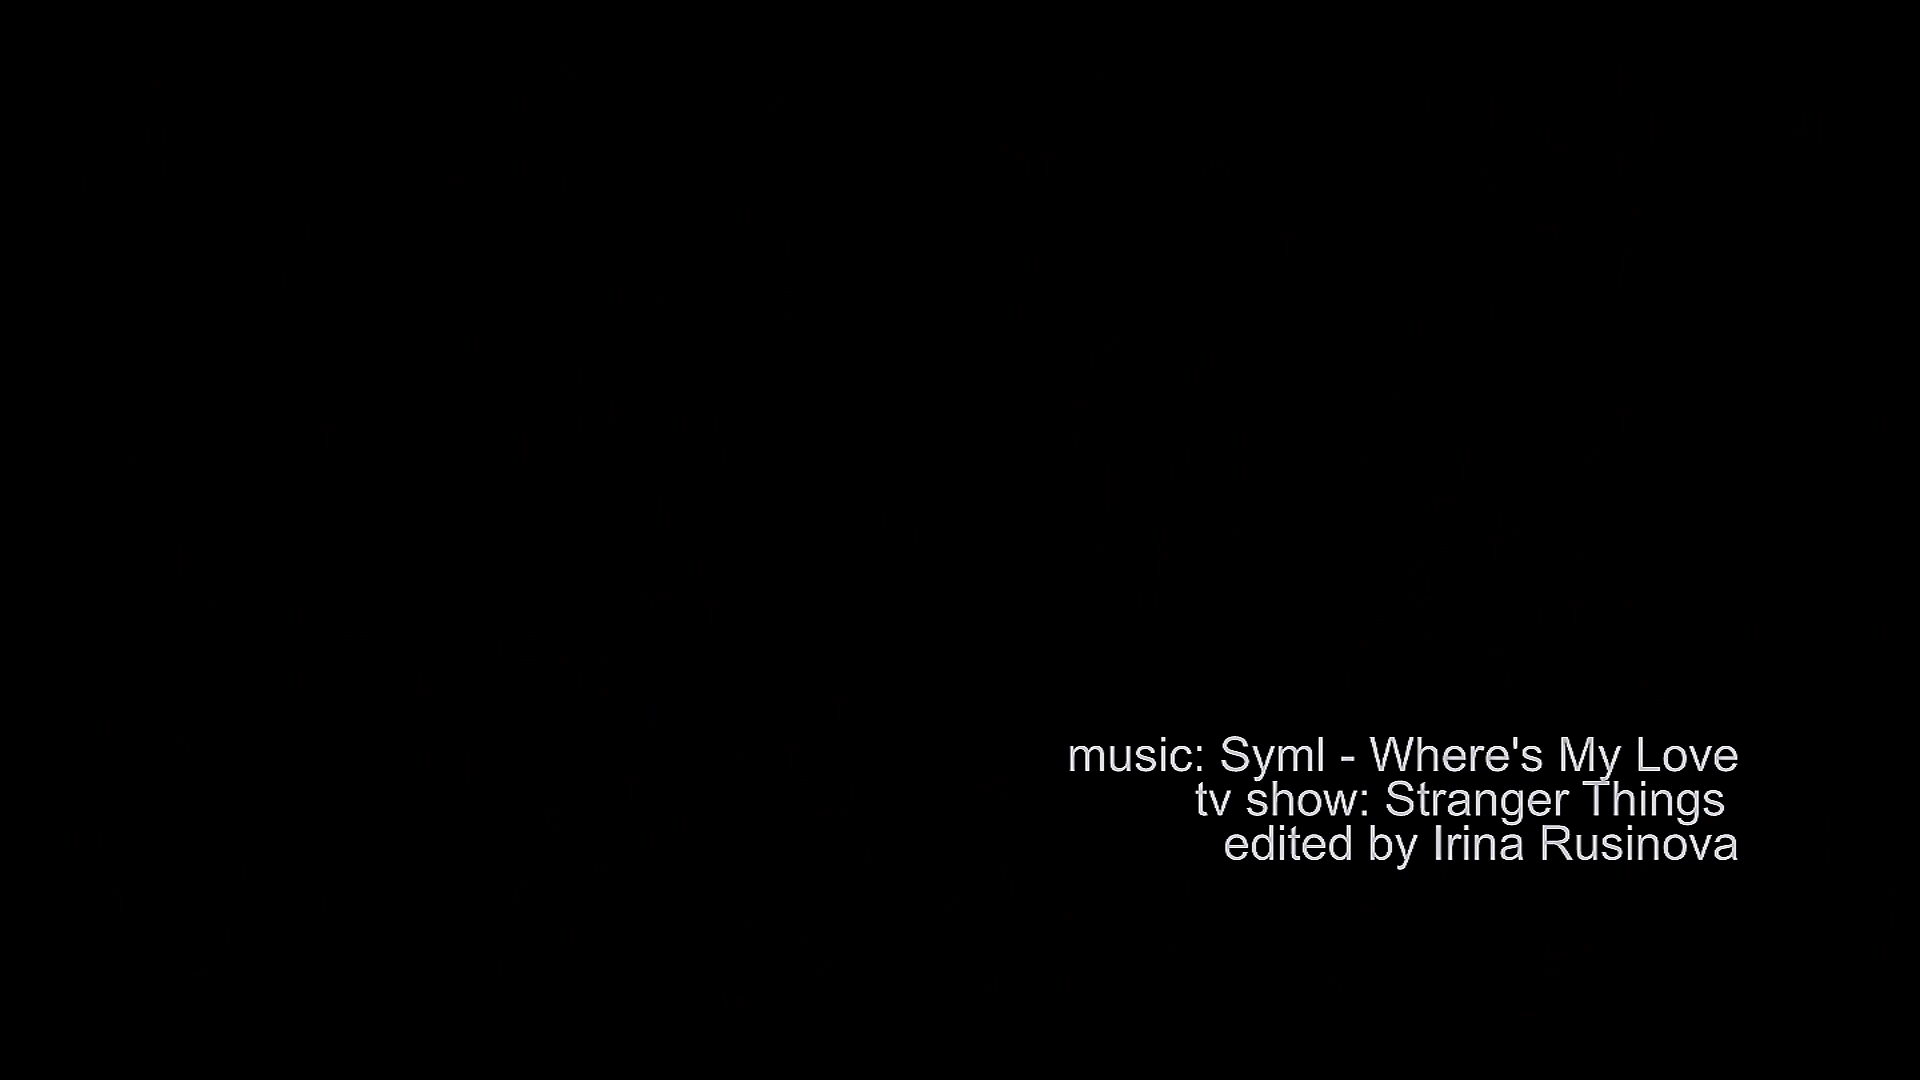 music: Syml - Where's My Love
tv show: Stranger Things
edited by Irina Rusinova